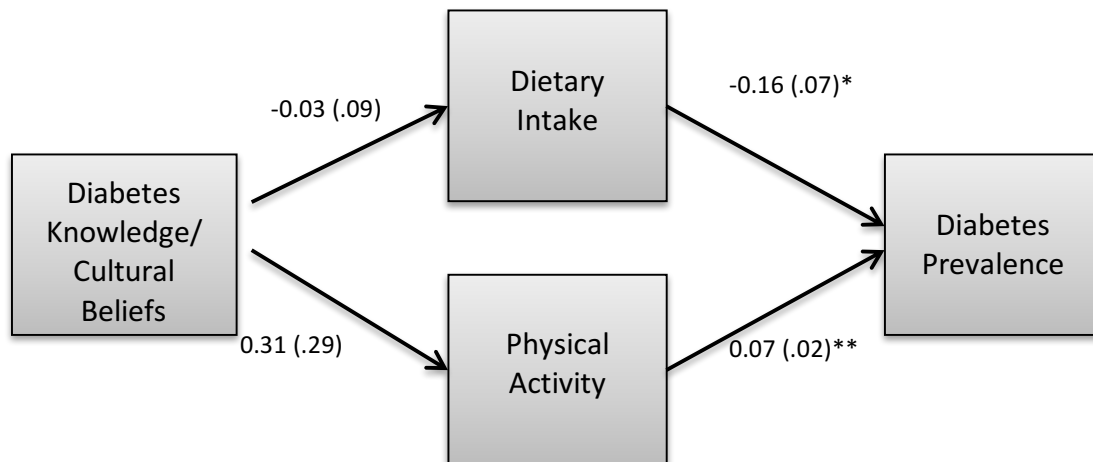 Diabetes
Knowledge/
Cultural
Beliefs
-0.03 (.09)
0.31 (.29)
Dietary
Intake
Physical
Activity
-0.16 (.07)*
0.07 (.02)**
Diabetes
Prevalence